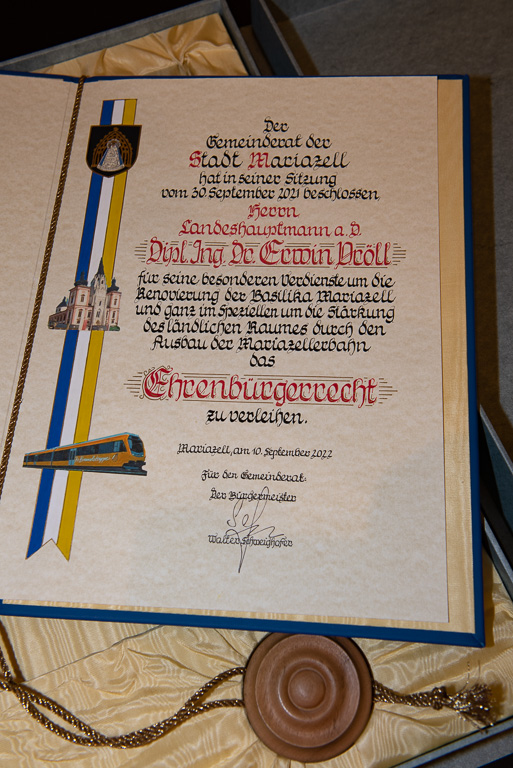 Der
Gemeinderat der
Stadt Mariazell
hat in seiner Sitzung
vom 30. September 2021 beschlossen,
Herrn
Landeshauptmann a.D.
Dipl. Ing. Dr. Erwin Pröll
für seine besonderen Verdienste um die
Renovierung der Basilika Mariazell
und ganz im Speziellen um die Stärkung
des ländlichen Raumes durch den
Ausbau der Mariazellerbahn
das
Ehrenbürgerrecht
zu verleihen.
Mariazell, am 10. September 2022
Für den Gemeinderat:
Der Bürgermeister
Walter Schweighofer